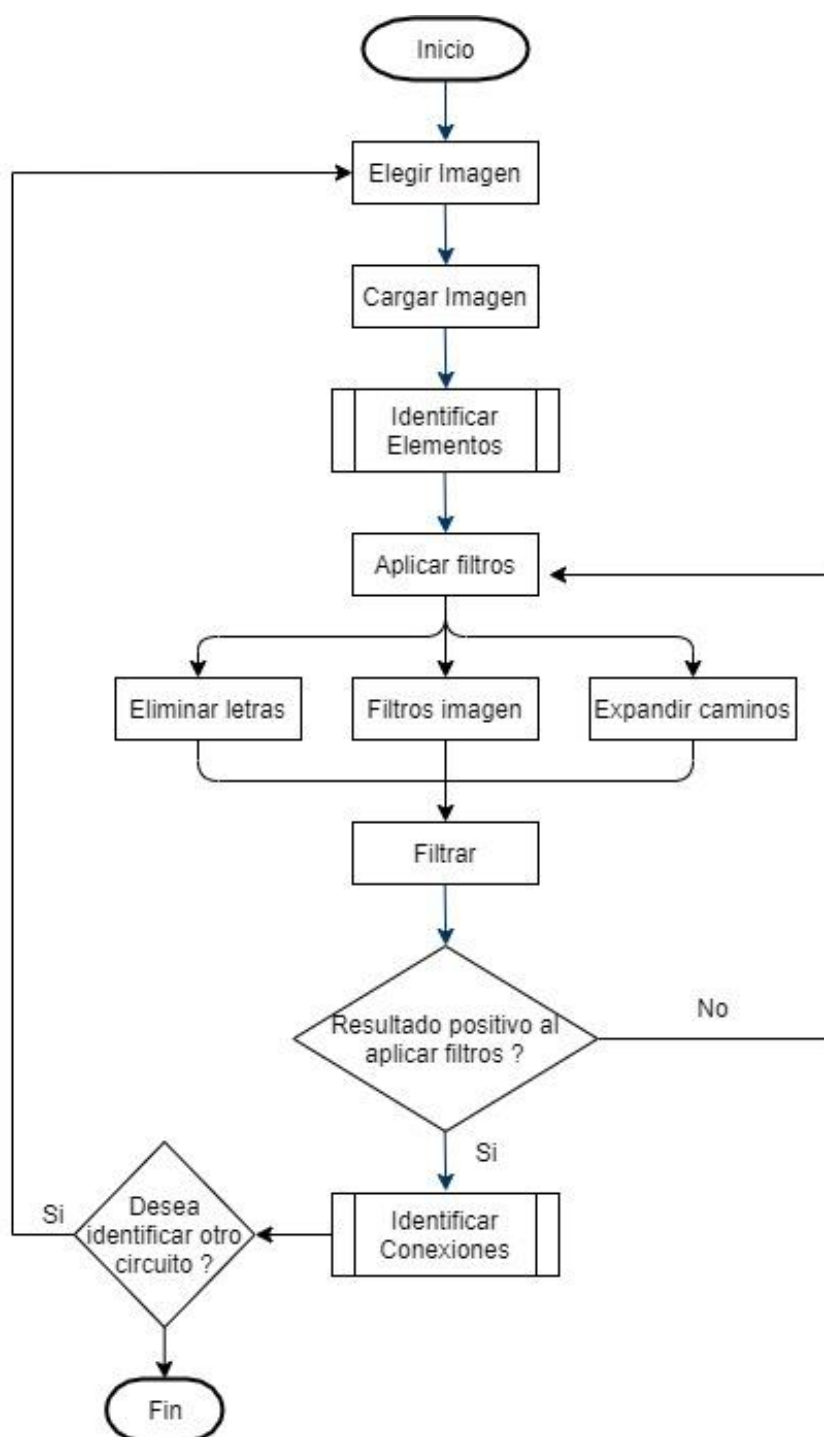 Inicio
Elegir Imagen
Cargar Imagen
Identificar
Elementos
Aplicar filtros
Eliminar letras
Filtros imagen
Expandir caminos
Filtrar
Resultado positivo al
aplicar filtros ?
No
Si
Identificar
Conexiones
Desea
identificar otro
circuito ?
Si
Fin